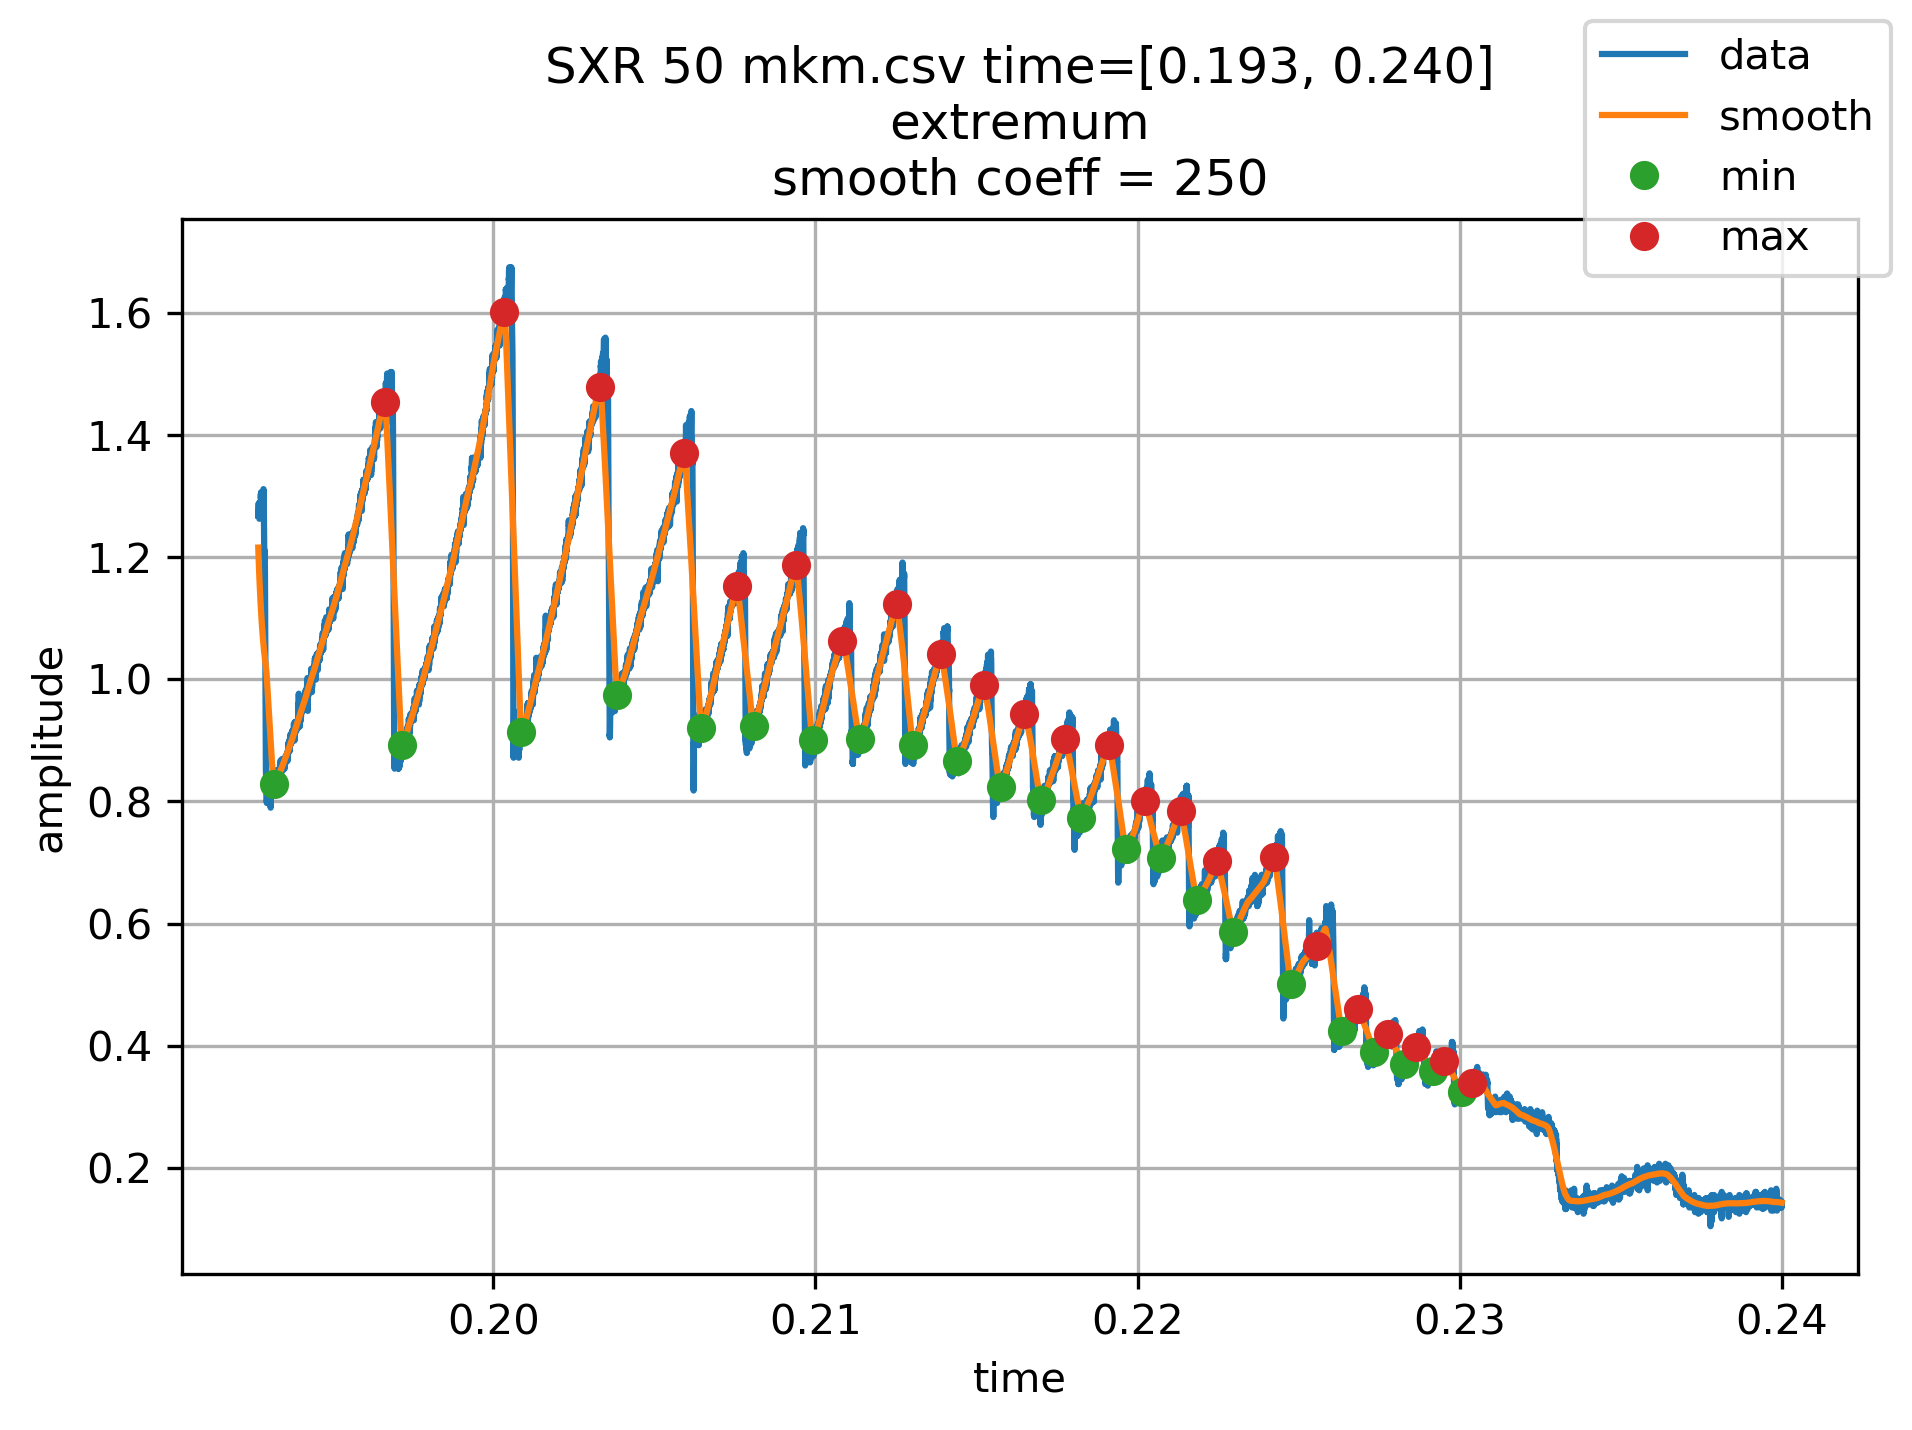 SXR 50 mkm.csv time=[0.193, 0.240]
extremum
smooth coeff = 250
data
smooth
min
max
amplitude
1.6
1.4
1.2
1.0
0.8
0.6
0.4
0.2
0.20
0.21
0.22
0.23
0.24
time